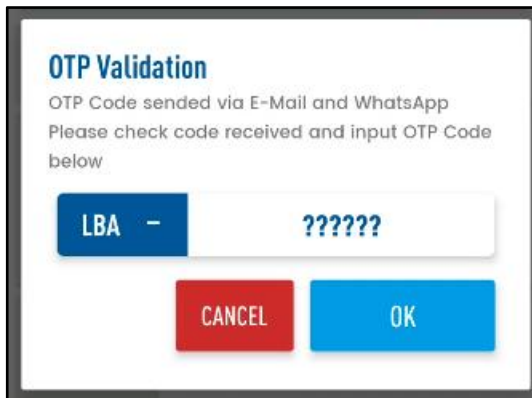 OTP Validation
OTP Code sended via E-Mail and WhatsApp
Please check code received and input OTP Code
below
LBA - ??????
CANCEL OK